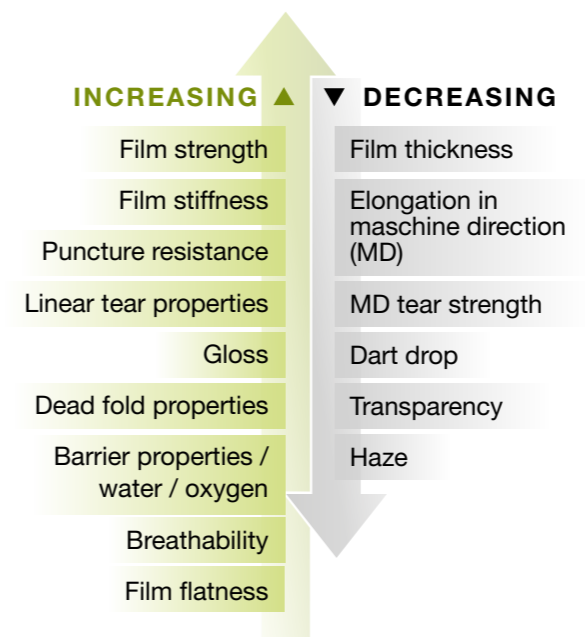 INCREASING ▲
Film strength
Film stiffness
Puncture resistance
Linear tear properties
Gloss
Dead fold properties
Barrier properties /
water / oxygen
Breathability
Film flatness
▼ DECREASING
Film thickness
Elongation in
maschine direction
(MD)
MD tear strength
Dart drop
Transparency
Haze